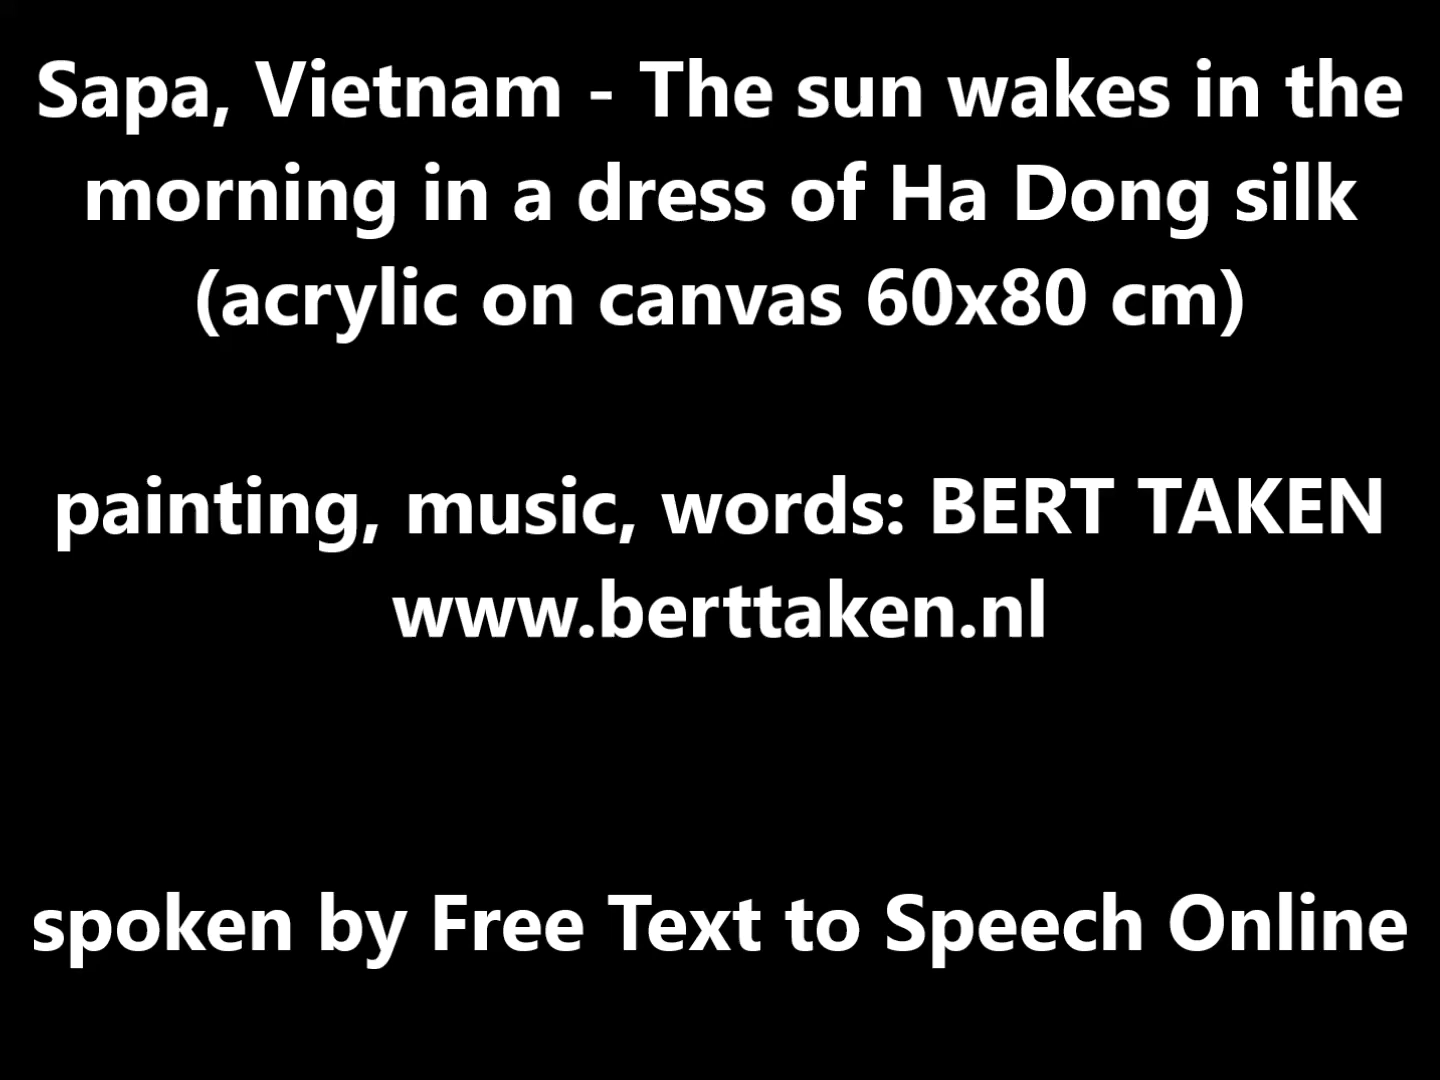 Sapa, Vietnam - The sun wakes in the
morning in a dress of Ha Dong silk
(acrylic on canvas 60x80 cm)
painting, music, words: BERT TAKEN
www.berttaken.nl
spoken by Free Text to Speech Online